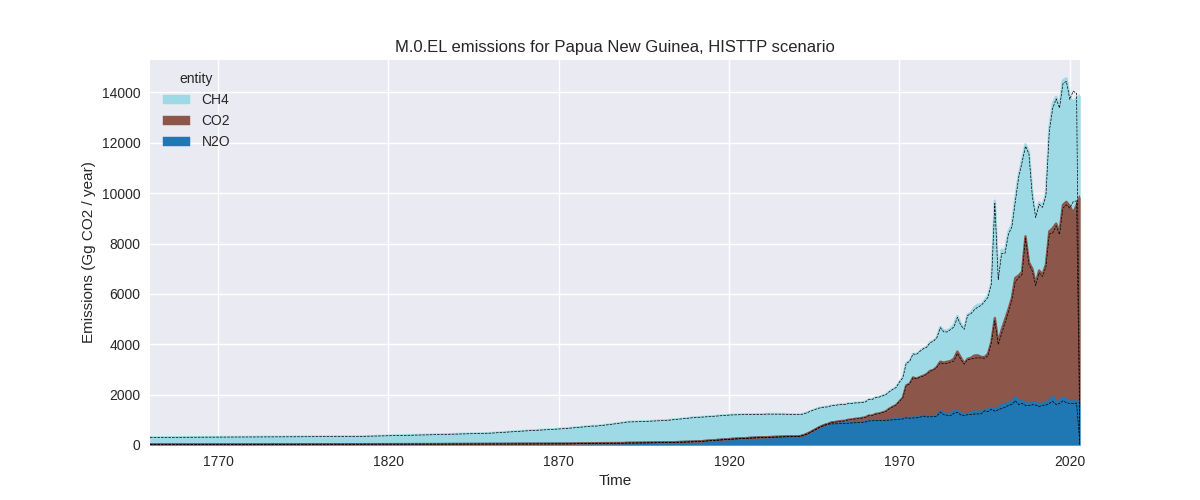 M.0.EL emissions for Papua New Guinea, HISTTP scenario
entity
CH4
CO2
N2O
Emissions (Gg CO2 / year)
14000
12000
10000
8000
6000
4000
2000
0
1770
1820
1870
1920
1970
2020
Time